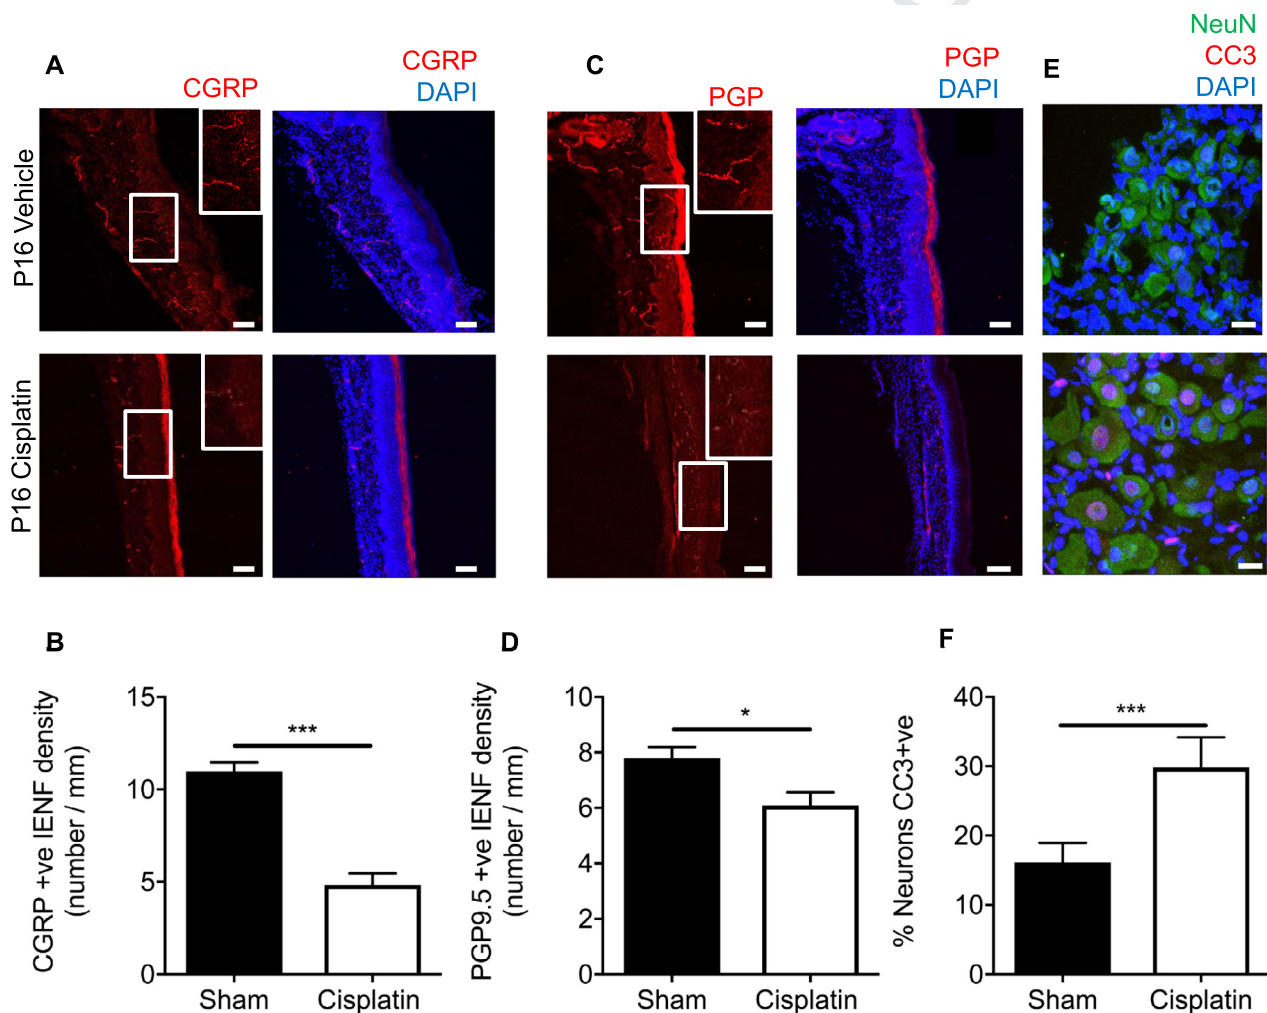 A
CGRP
CGRP
DAPI
C
PGP
PGP
DAPI
E
NeuN
CC3
DAPI
P16 Vehicle
P16 Cisplatin
B
CGRP +ve IENF density
(number / mm)
15
10
5
0
***
Sham
Cisplatin
D
PGP9.5 +ve IENF density
(number / mm)
10
8
6
4
2
0
*
Sham
Cisplatin
F
% Neurons CC3+ve
40
30
20
10
0
***
Sham
Cisplatin